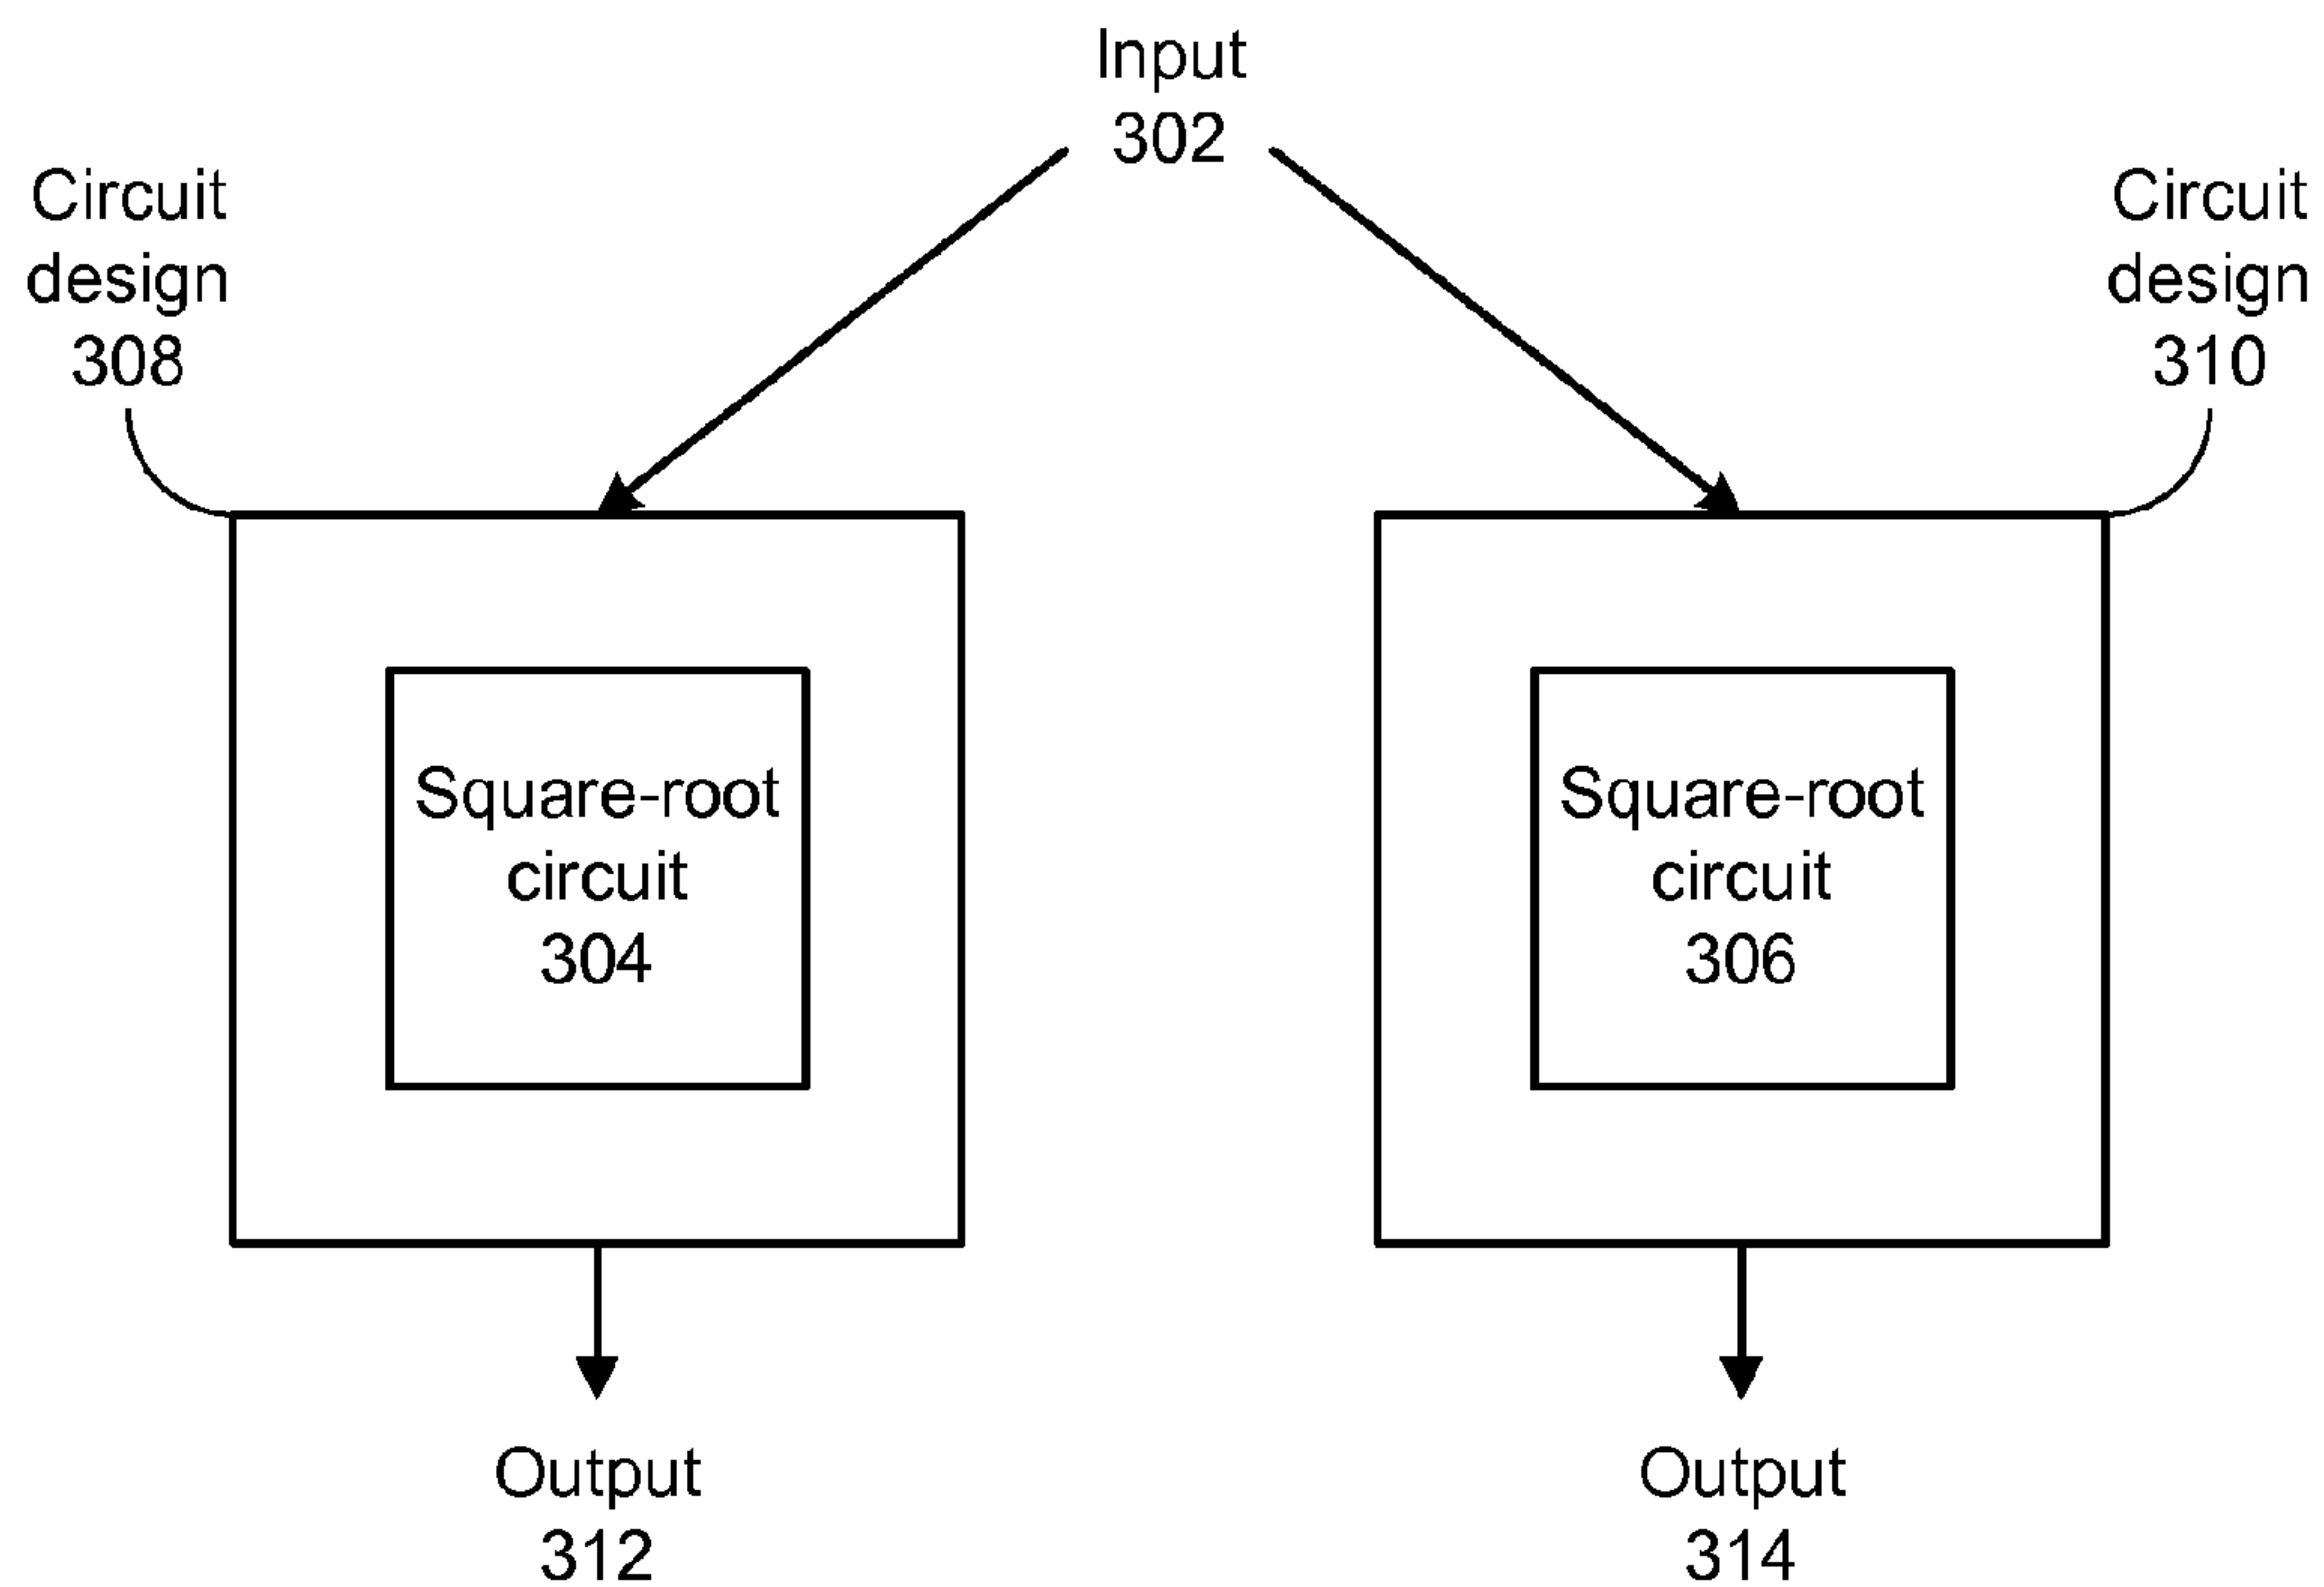 Input
302
Circuit
design
308
Circuit
design
310
Square-root
circuit
304
Square-root
circuit
306
Output
312
Output
314